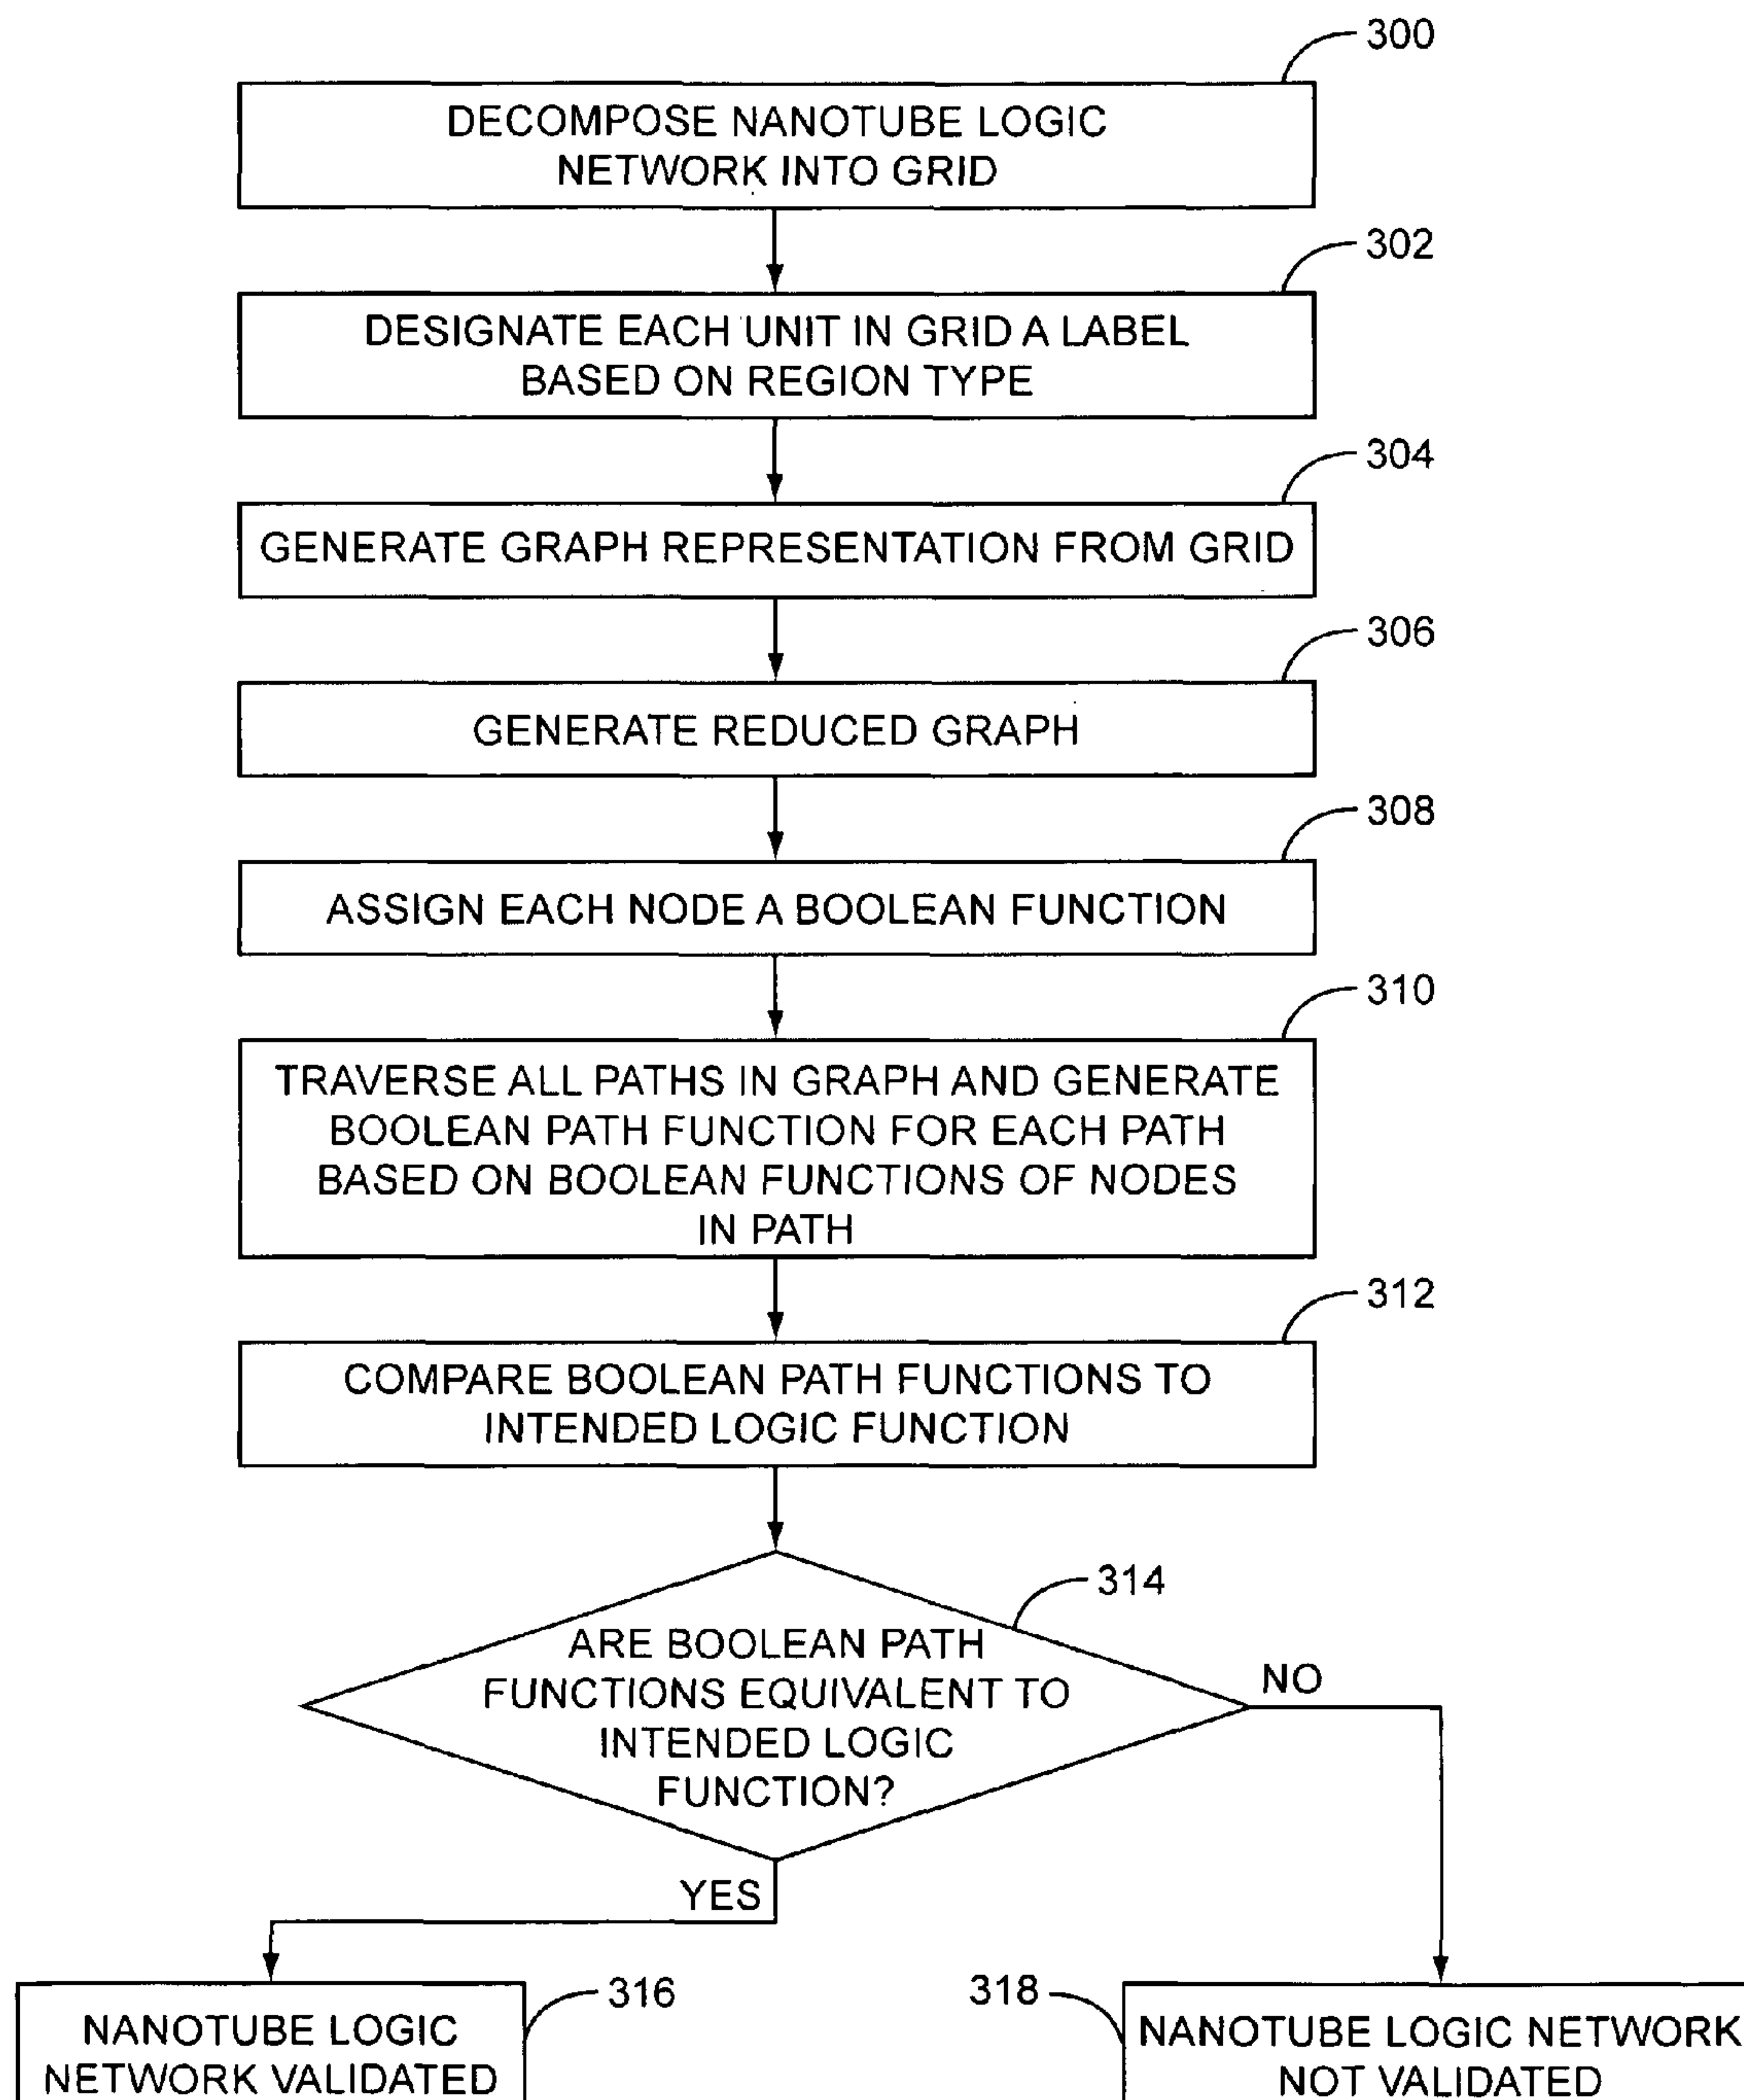 300
DECOMPOSE NANOTUBE LOGIC
NETWORK INTO GRID
302
DESIGNATE EACH UNIT IN GRID A LABEL
BASED ON REGION TYPE
304
GENERATE GRAPH REPRESENTATION FROM GRID
306
GENERATE REDUCED GRAPH
308
ASSIGN EACH NODE A BOOLEAN FUNCTION
310
TRAVERSE ALL PATHS IN GRAPH AND GENERATE
BOOLEAN PATH FUNCTION FOR EACH PATH
BASED ON BOOLEAN FUNCTIONS OF NODES
IN PATH
312
COMPARE BOOLEAN PATH FUNCTIONS TO
INTENDED LOGIC FUNCTION
314
ARE BOOLEAN PATH
FUNCTIONS EQUIVALENT TO
INTENDED LOGIC
FUNCTION?
NO
YES
316
NANOTUBE LOGIC
NETWORK VALIDATED
318
NANOTUBE LOGIC NETWORK
NOT VALIDATED